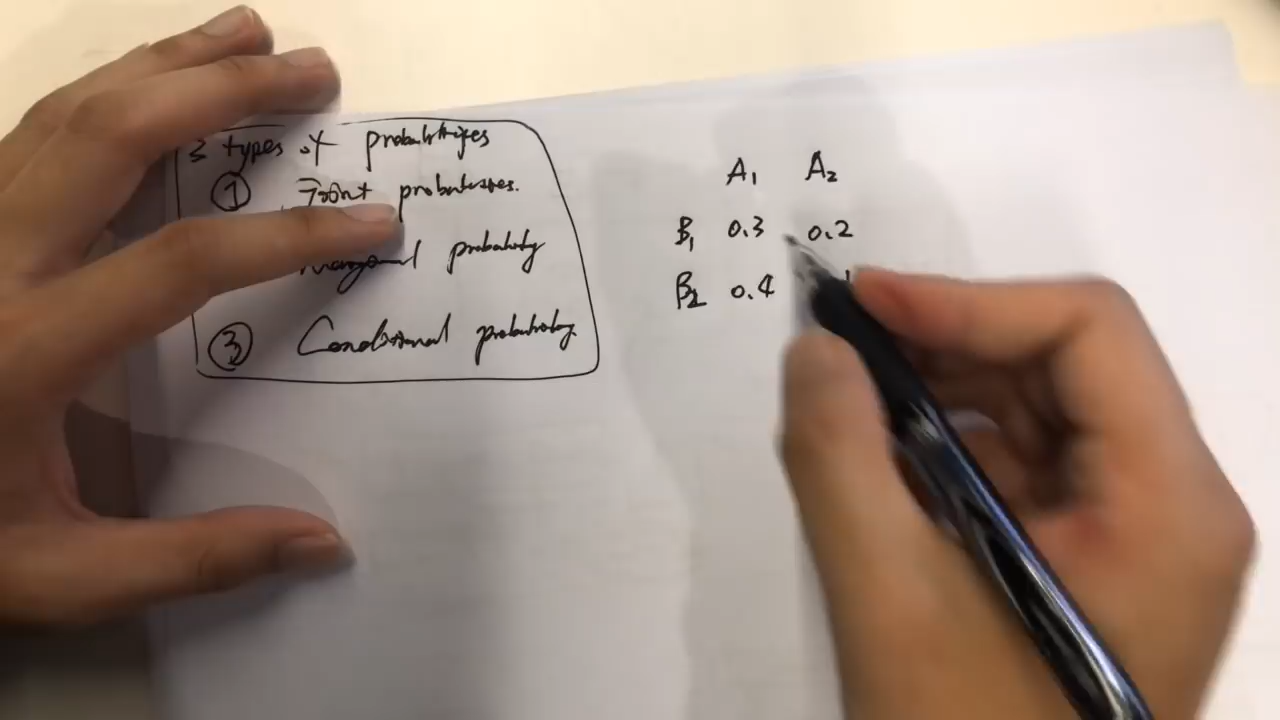 3 types of probabilities
① Joint probabilities.
Marginal probability
③ Conditional probability
A₁ A₂
B₁ 0.3 0.2
B₂ 0.4